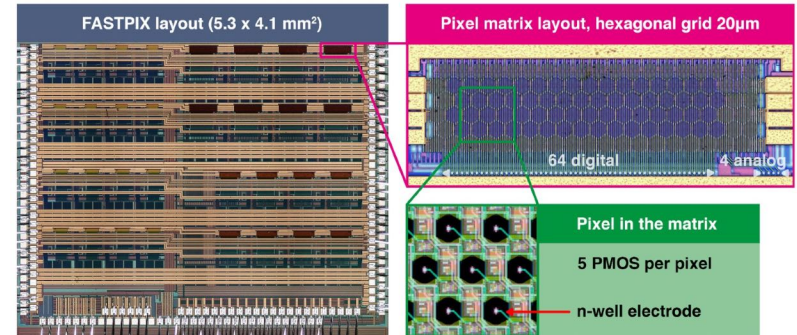 FASTPIX layout (5.3 x 4.1 mm²)
Pixel matrix layout, hexagonal grid 20µm
64 digital
4 analog
Pixel in the matrix
5 PMOS per pixel
n-well electrode